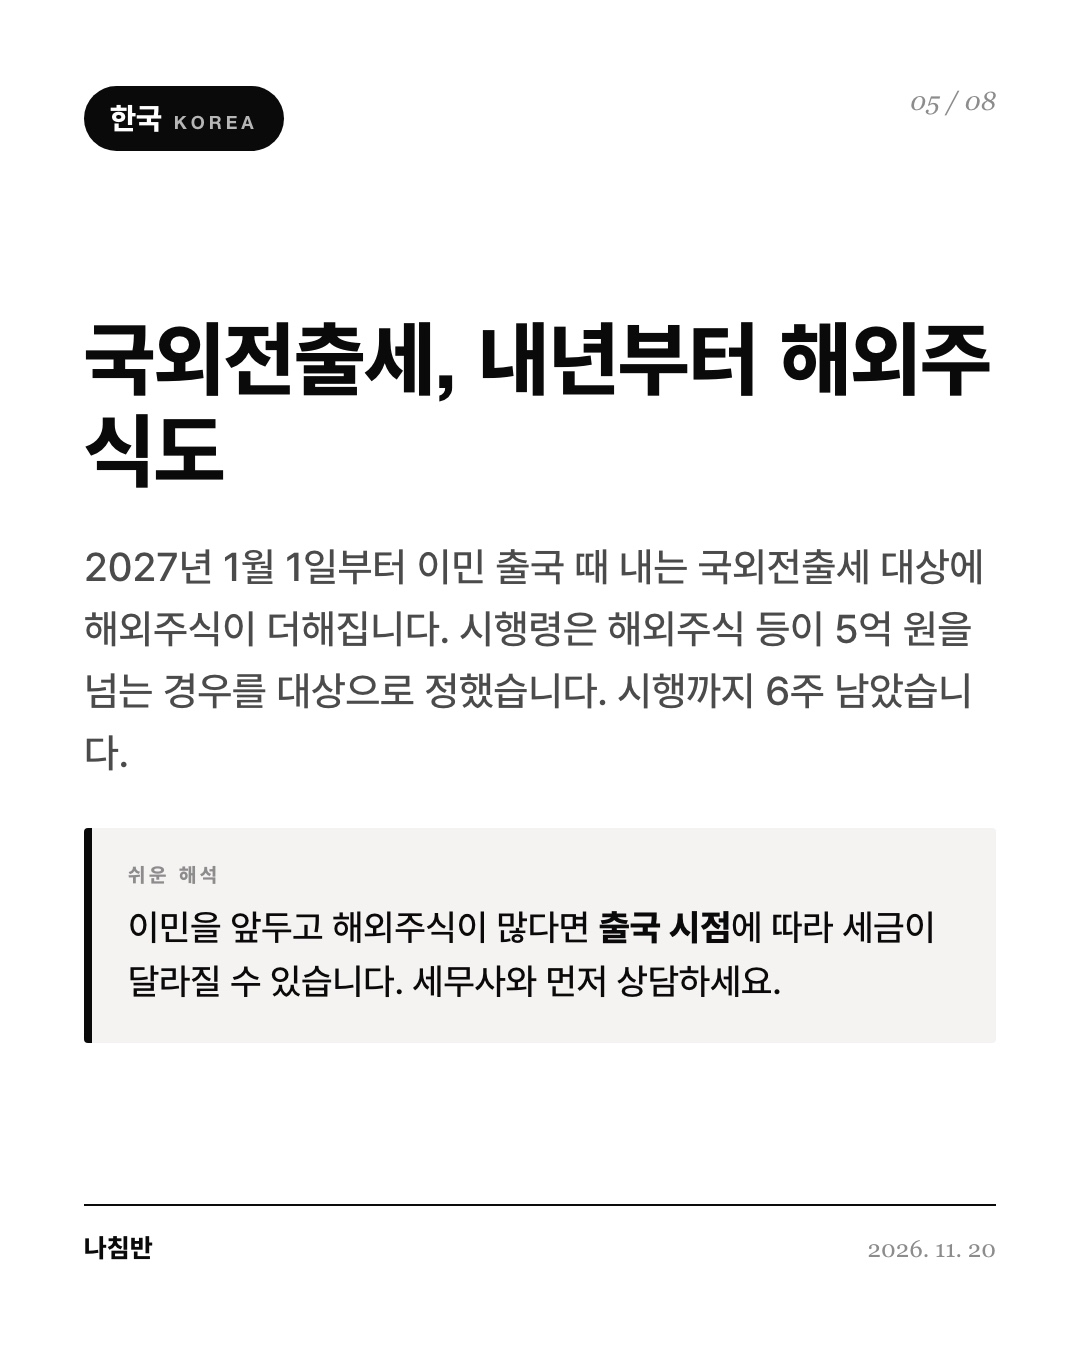 한국 KOREA
05 / 08
국외전출세, 내년부터 해외주
식도
2027년 1월 1일부터 이민 출국 때 내는 국외전출세 대상에
해외주식이 더해집니다. 시행령은 해외주식 등이 5억 원을
넘는 경우를 대상으로 정했습니다. 시행까지 6주 남았습니
다.
쉬운 해석
이민을 앞두고 해외주식이 많다면 출국 시점에 따라 세금이
달라질 수 있습니다. 세무사와 먼저 상담하세요.
나침반
2026. 11. 20